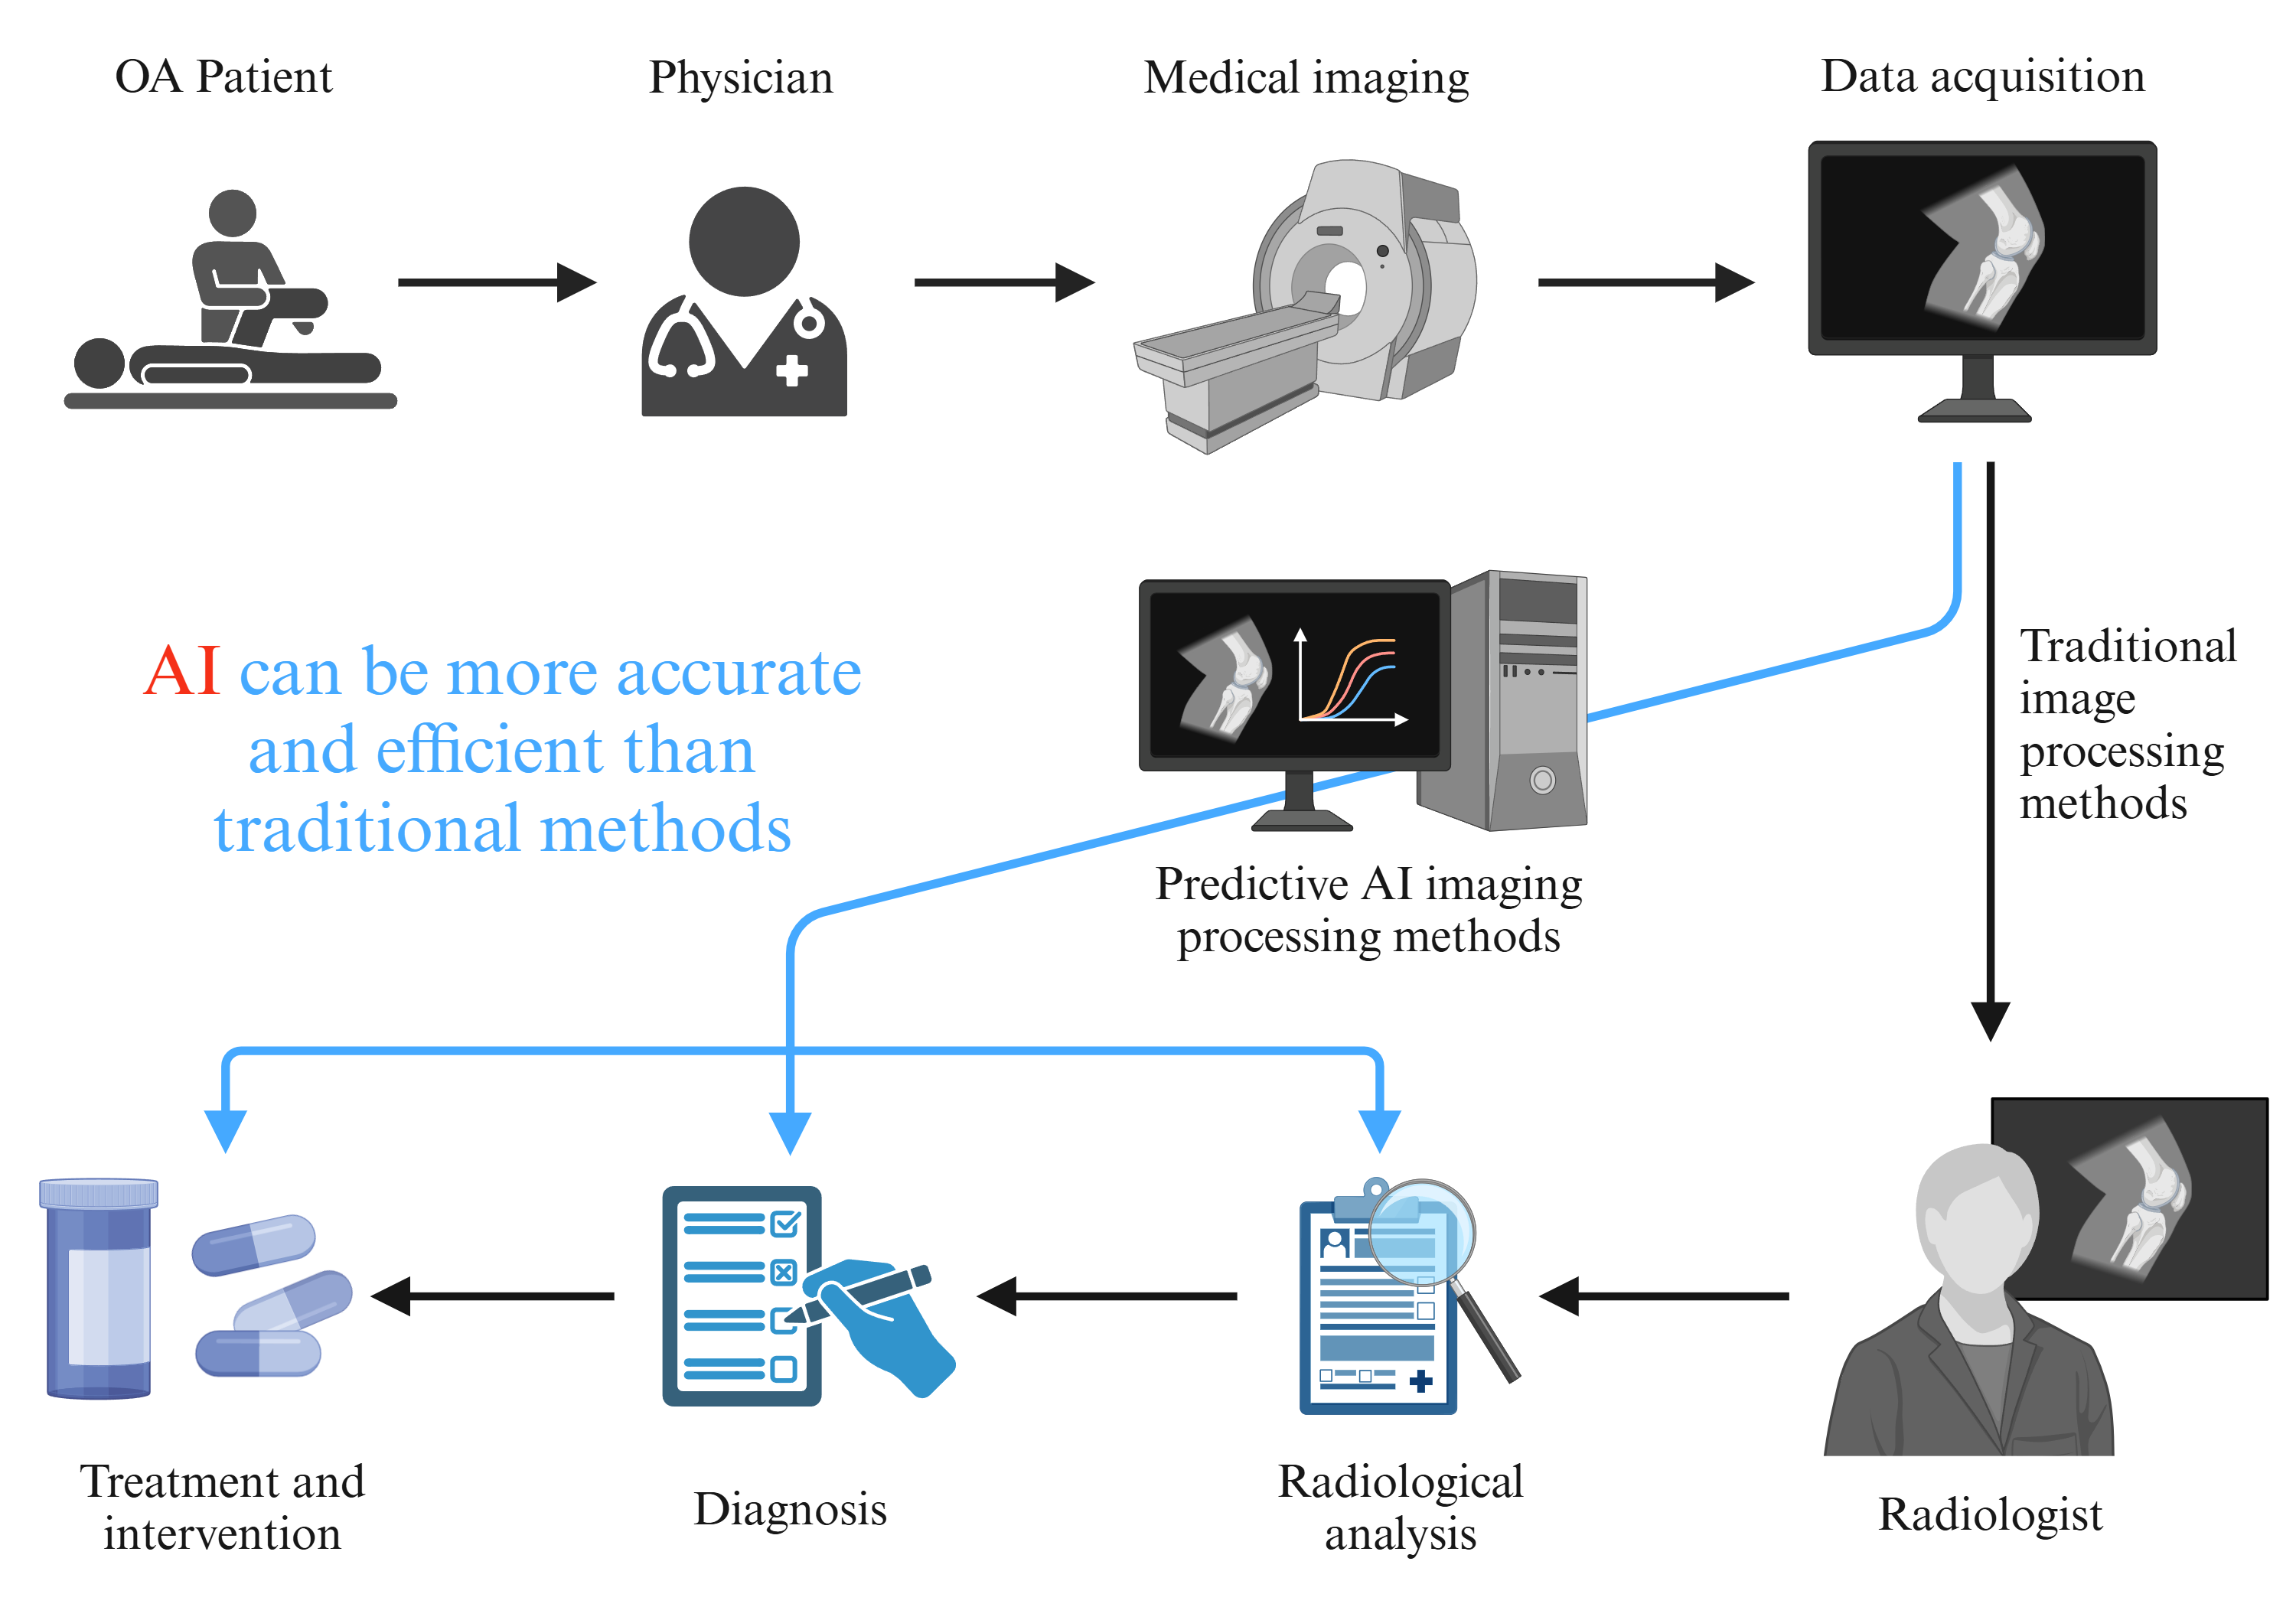 OA Patient
Physician
Medical imaging
Data acquisition
AI can be more accurate
and efficient than
traditional methods
Traditional
image
processing
methods
Predictive AI imaging
processing methods
Treatment and
intervention
Diagnosis
Radiological
analysis
Radiologist